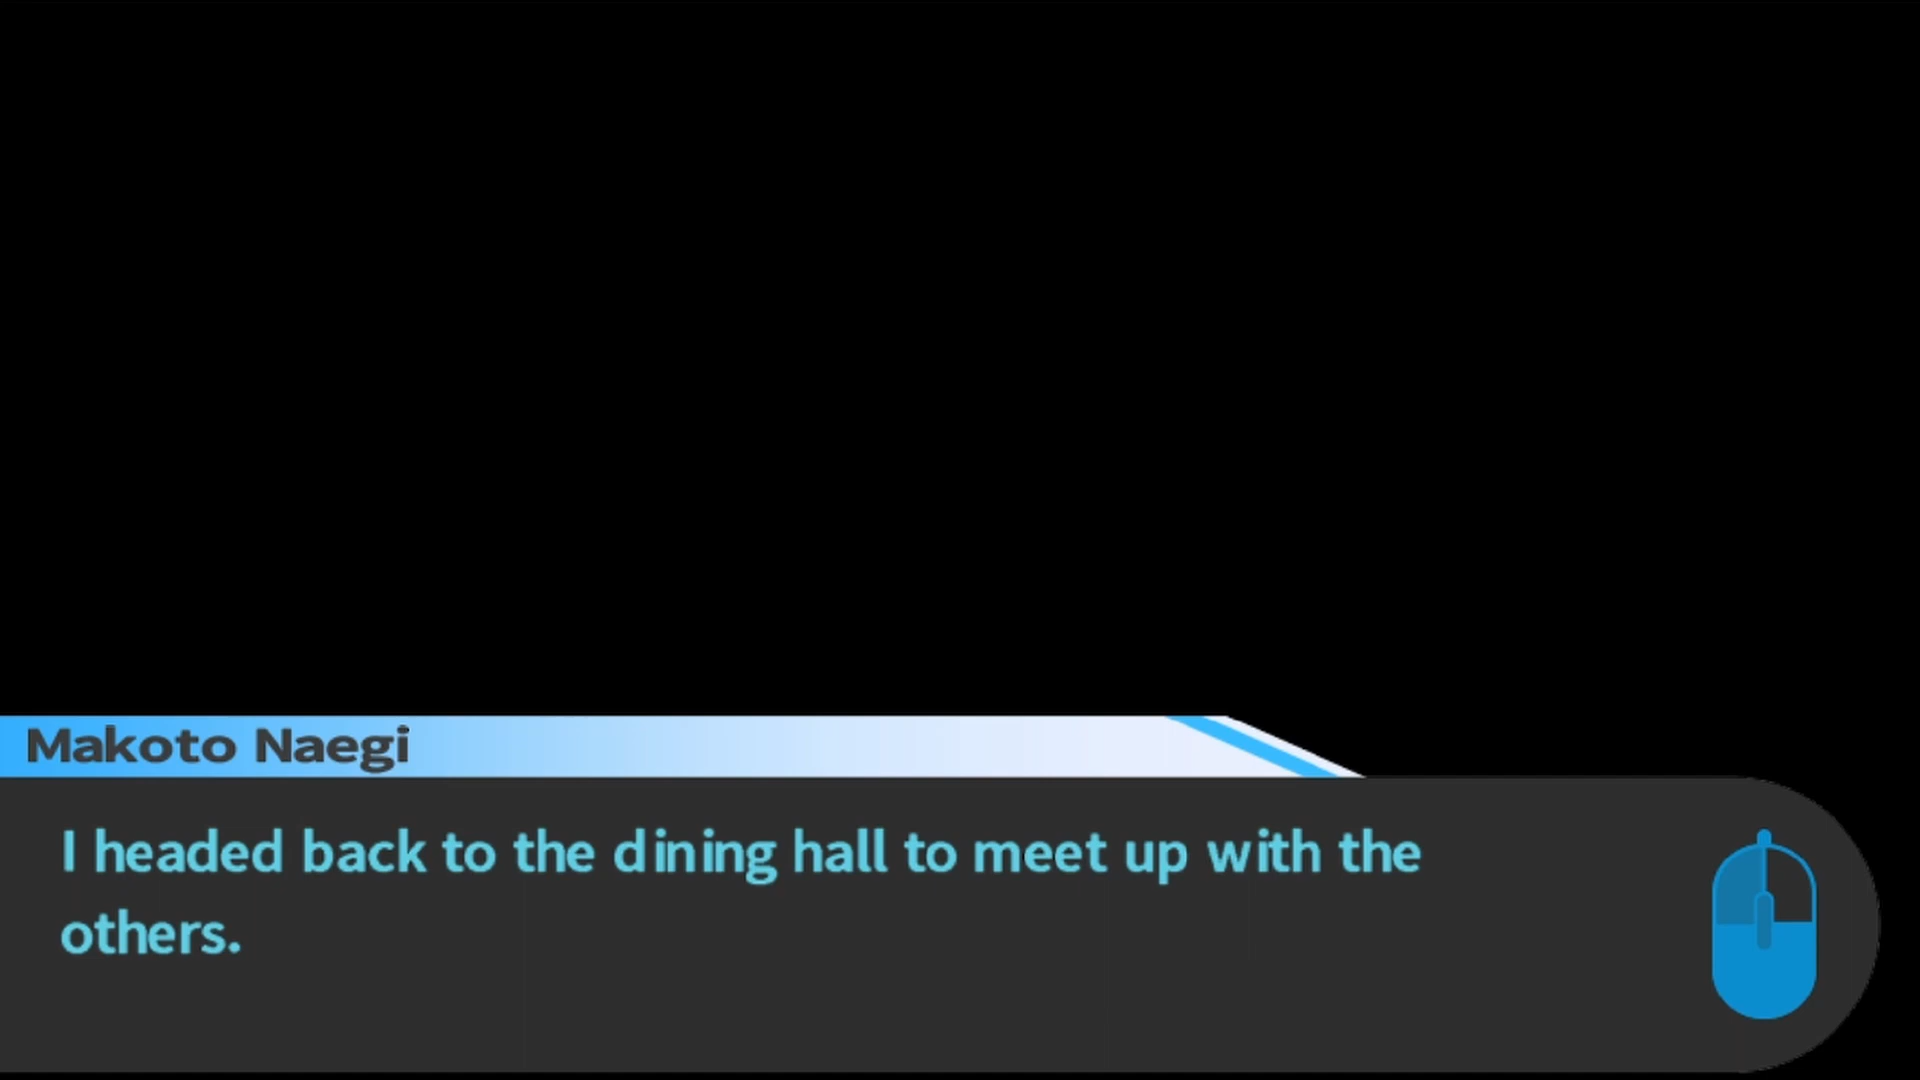 Makoto Naegi
I headed back to the dining hall to meet up with the
others.